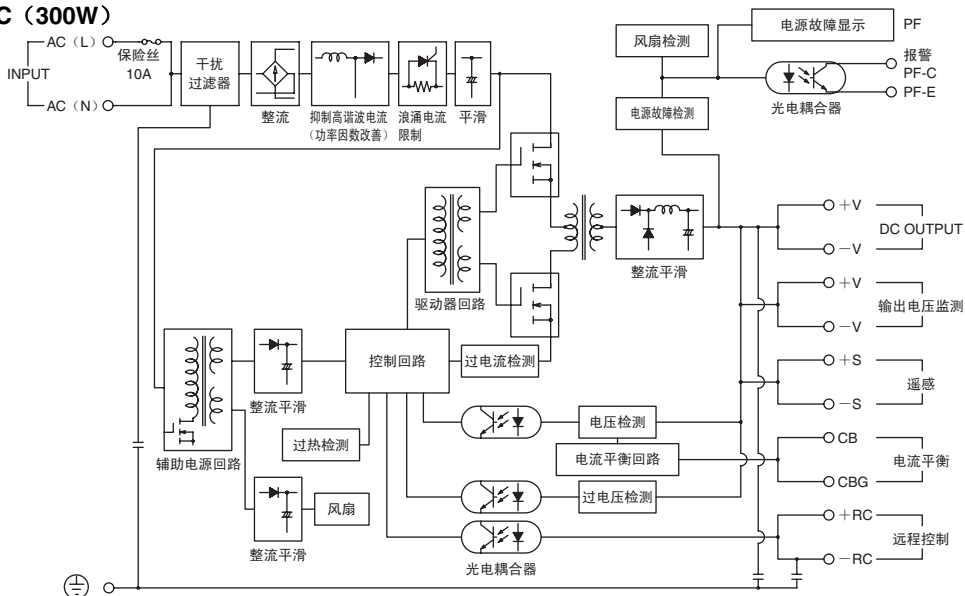 C（300W）
AC（L）
保险丝
10A
INPUT
AC（N）
干扰
过滤器
整流
抑制高谐波电流
（功率因数改善）
浪涌电流
限制
平滑
风扇检测
电源故障显示
PF
报警
PF-C
PF-E
光电耦合器
电源故障检测
驱动器回路
整流平滑
+V
DC OUTPUT
−V
+V
输出电压监测
−V
+S
遥感
−S
CB
电流平衡
CBG
+RC
远程控制
−RC
控制回路
过电流检测
整流平滑
辅助电源回路
过热检测
电压检测
电流平衡回路
过电压检测
风扇
整流平滑
光电耦合器